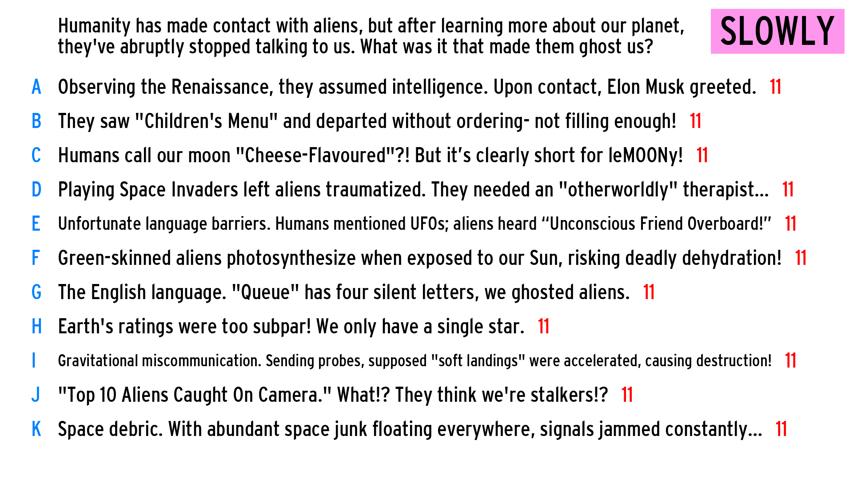 Humanity has made contact with aliens, but after learning more about our planet,
they've abruptly stopped talking to us. What was it that made them ghost us?
SLOWLY
A Observing the Renaissance, they assumed intelligence. Upon contact, Elon Musk greeted. 11
B They saw "Children's Menu" and departed without ordering- not filling enough! 11
C Humans call our moon "Cheese-Flavoured"?! But it’s clearly short for leMOONy! 11
D Playing Space Invaders left aliens traumatized. They needed an "otherworldly" therapist... 11
E Unfortunate language barriers. Humans mentioned UFOs; aliens heard “Unconscious Friend Overboard!” 11
F Green-skinned aliens photosynthesize when exposed to our Sun, risking deadly dehydration! 11
G The English language. "Queue" has four silent letters, we ghosted aliens. 11
H Earth's ratings were too subpar! We only have a single star. 11
I Gravitational miscommunication. Sending probes, supposed "soft landings" were accelerated, causing destruction! 11
J "Top 10 Aliens Caught On Camera." What!? They think we're stalkers!? 11
K Space debric. With abundant space junk floating everywhere, signals jammed constantly... 11